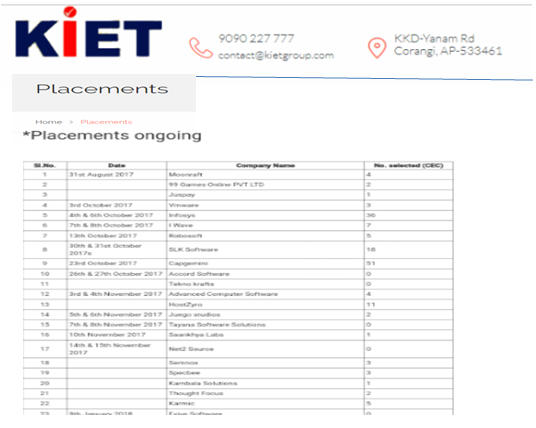 KIET
9090 227 777
contact@kietgroup.com
KKD-Yanam Rd
Corangi, AP-533461
Placements
Home > Placements
*Placements ongoing
Sl.No. Date Company Name No. selected (CEC)
1 31st August 2017 Moonraft 4
2 99 Games Online PVT LTD 2
3 Juspay 1
4 3rd October 2017 Vmware 3
5 4th & 6th October 2017 Infosys 36
6 7th & 8th October 2017 I Wave 7
7 13th October 2017 Robosoft 5
8 30th & 31st October 2017s SLK Software 18
9 23rd October 2017 Capgemini 51
10 26th & 27th October 2017 Accord Software 0
11 Tekno krafts 0
12 3rd & 4th November 2017 Advanced Computer Software 4
13 HostZyro 11
14 5th & 6th November 2017 Juego studios 2
15 7th & 8th November 2017 Tayana Software Solutions 0
16 10th November 2017 Saankhya Labs 1
17 14th & 15th November 2017 Net2 Source 0
18 3
19 Specbee 3
20 Kambala Solutions 1
21 Thought Focus 2
22 Karmic 5
23 9th January 2018 Software 0